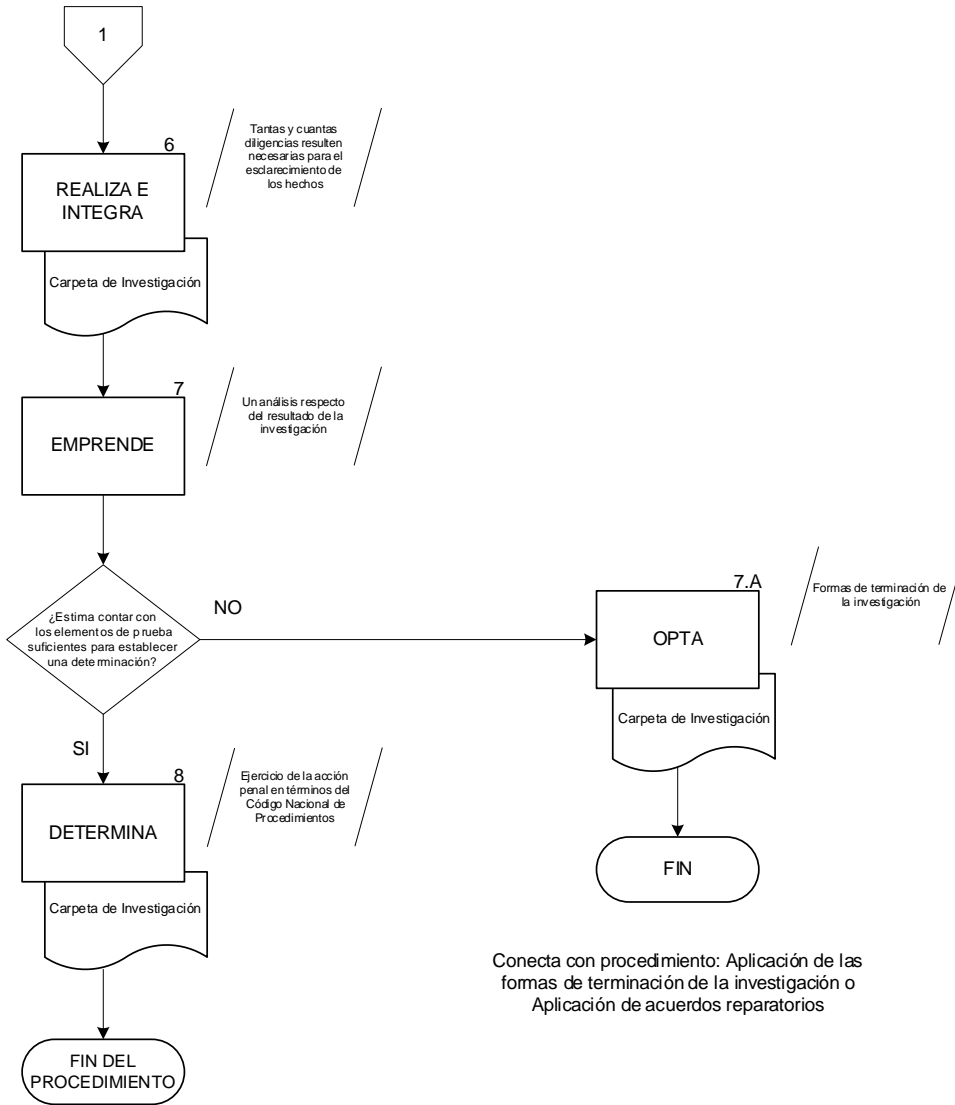 1
6
REALIZA E
INTEGRA
Tantas y cuantas
diligencias resulten
necesarias para el
esclarecimiento de
los hechos
Carpeta de Investigación
7
EMPRENDE
Un análisis respecto
del resultado de la
investigación
¿Estima contar con
los elementos de prueba
suficientes para establecer
una determinación?
NO
7.A
OPTA
Formas de terminación de
la investigación
Carpeta de Investigación
FIN
SI
8
DETERMINA
Ejercicio de la acción
penal en términos del
Código Nacional de
Procedimientos
Carpeta de Investigación
FIN DEL
PROCEDIMIENTO
Conecta con procedimiento: Aplicación de las
formas de terminación de la investigación o
Aplicación de acuerdos reparatorios